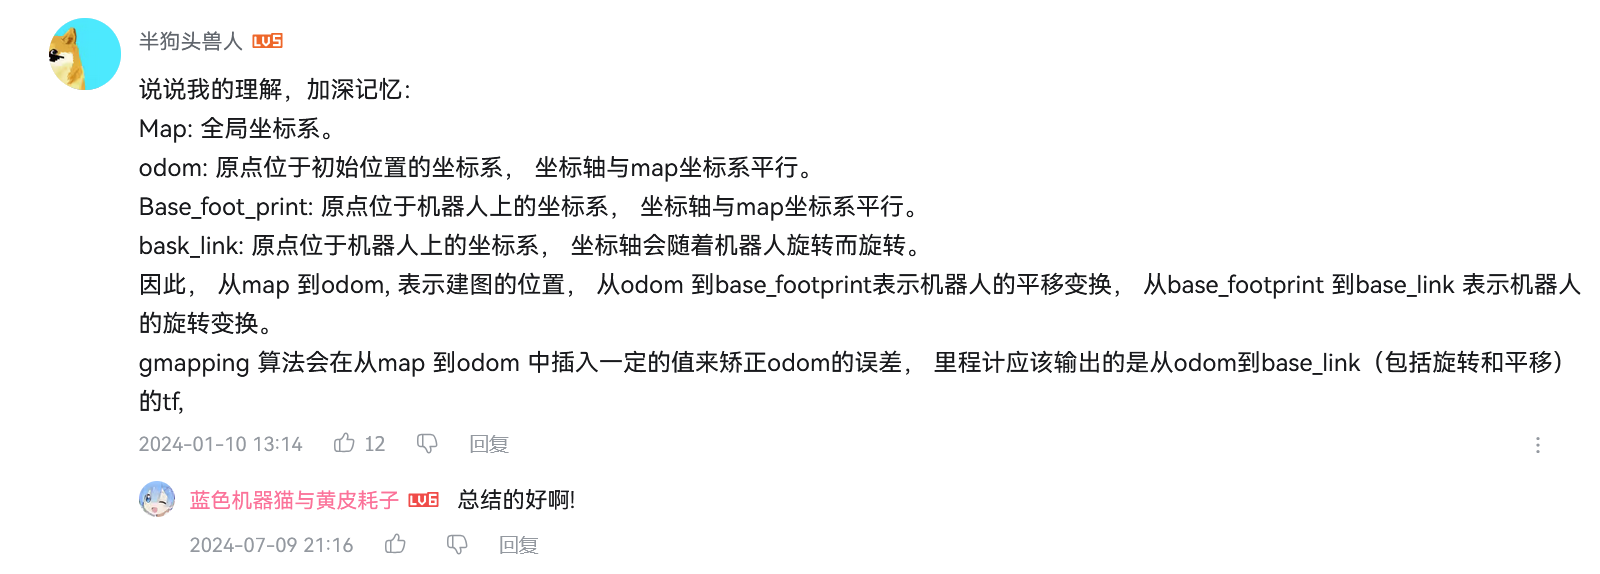 半狗头兽人 LV5
说说我的理解，加深记忆：
Map: 全局坐标系。
odom: 原点位于初始位置的坐标系， 坐标轴与map坐标系平行。
Base_foot_print: 原点位于机器人上的坐标系， 坐标轴与map坐标系平行。
bask_link: 原点位于机器人上的坐标系， 坐标轴会随着机器人旋转而旋转。
因此， 从map 到odom, 表示建图的位置， 从odom 到base_footprint表示机器人的平移变换， 从base_footprint 到base_link 表示机器人
的旋转变换。
gmapping 算法会在从map 到odom 中插入一定的值来矫正odom的误差， 里程计应该输出的是从odom到base_link（包括旋转和平移）
的tf,
2024-01-10 13:14 12 回复
蓝色机器猫与黄皮耗子 LV6 总结的好啊!
2024-07-09 21:16 回复